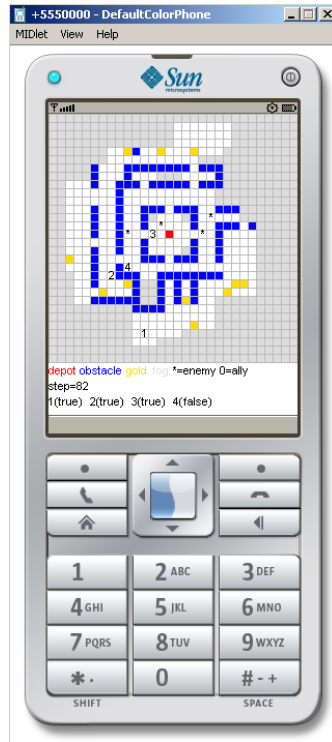 +5550000 - DefaultColorPhone
MIDlet View Help
Sun
microsystems
*
*
3
*
*
4
2
1
depot obstacle gold fog *=enemy 0=ally
step=82
1(true) 2(true) 3(true) 4(false)
1
2 ABC
3 DEF
4 GHI
5 JKL
6 MNO
7 PQRS
8 TUV
9 WXYZ
* .
0
# - +
SHIFT
SPACE